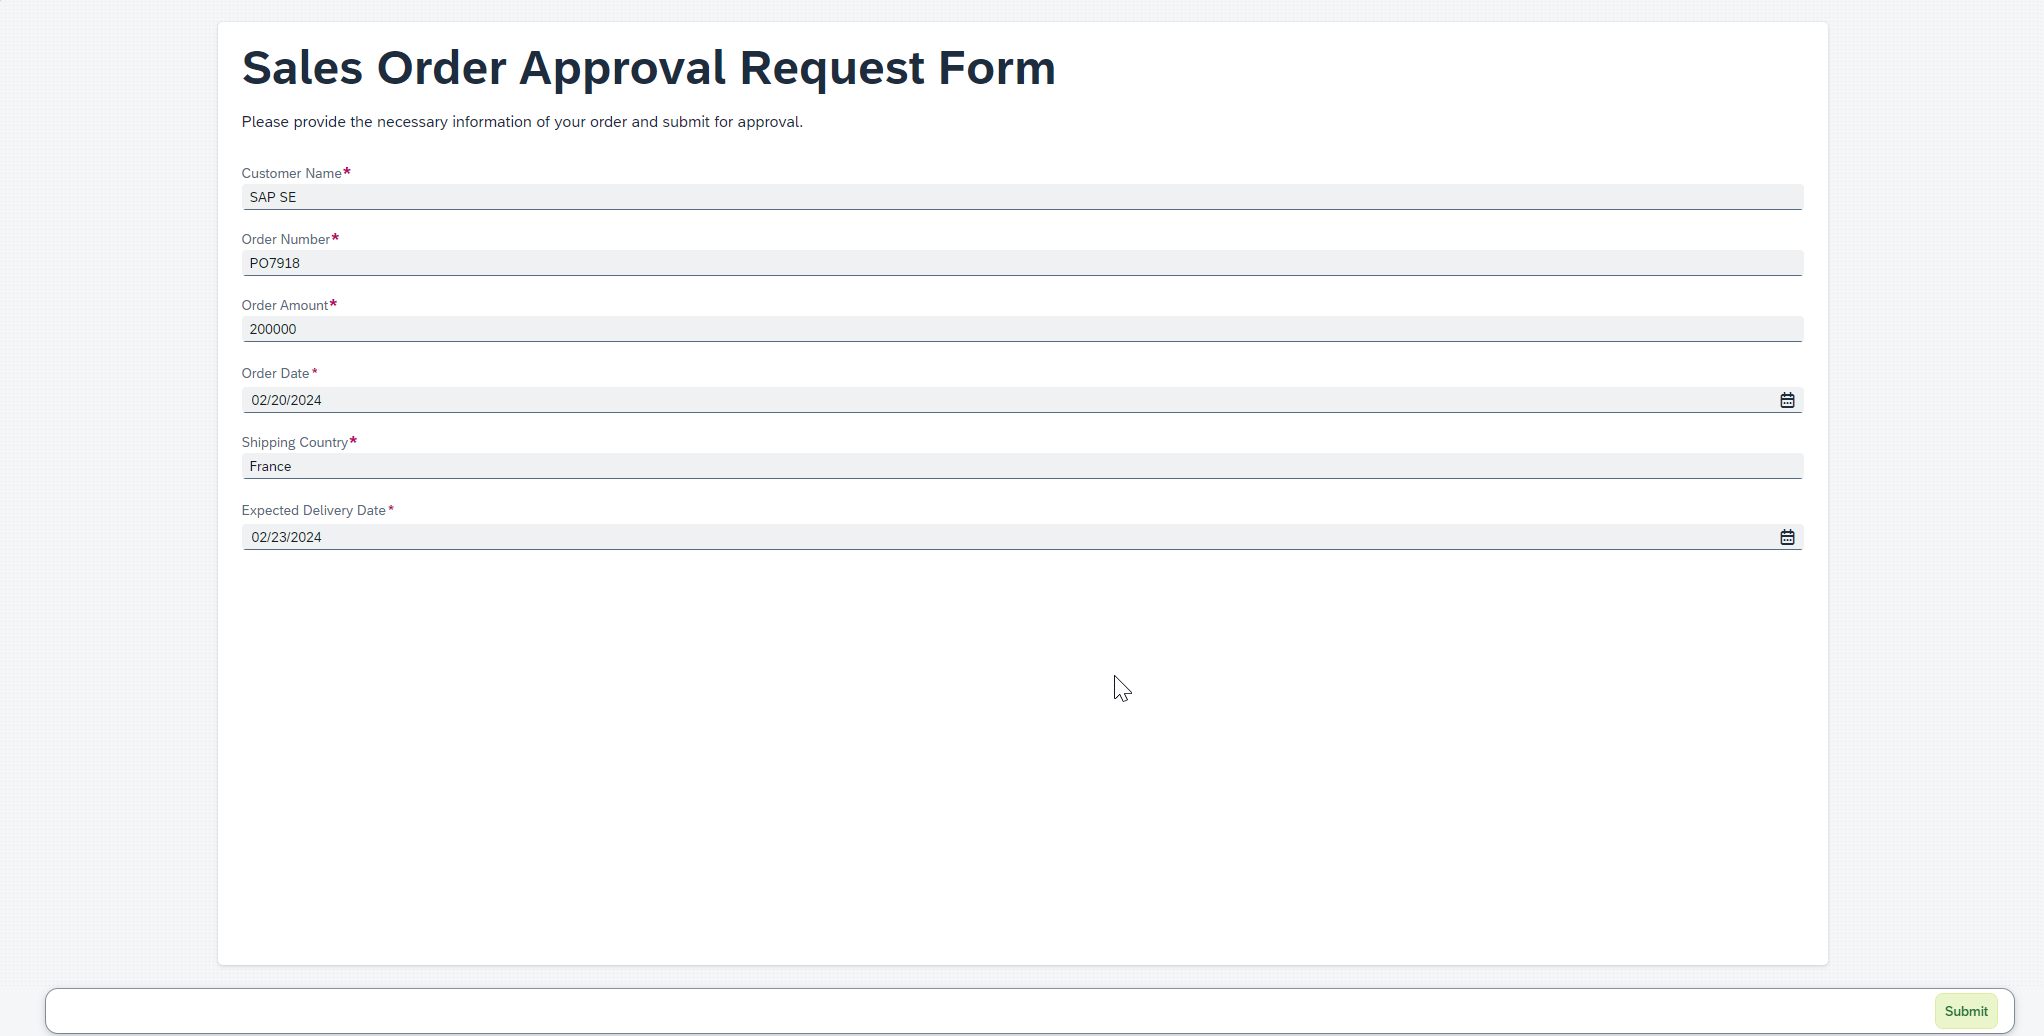 Sales Order Approval Request Form
Please provide the necessary information of your order and submit for approval.
Customer Name*
SAP SE
Order Number*
PO7918
Order Amount*
200000
Order Date*
02/20/2024
Shipping Country*
France
Expected Delivery Date*
02/23/2024
Submit